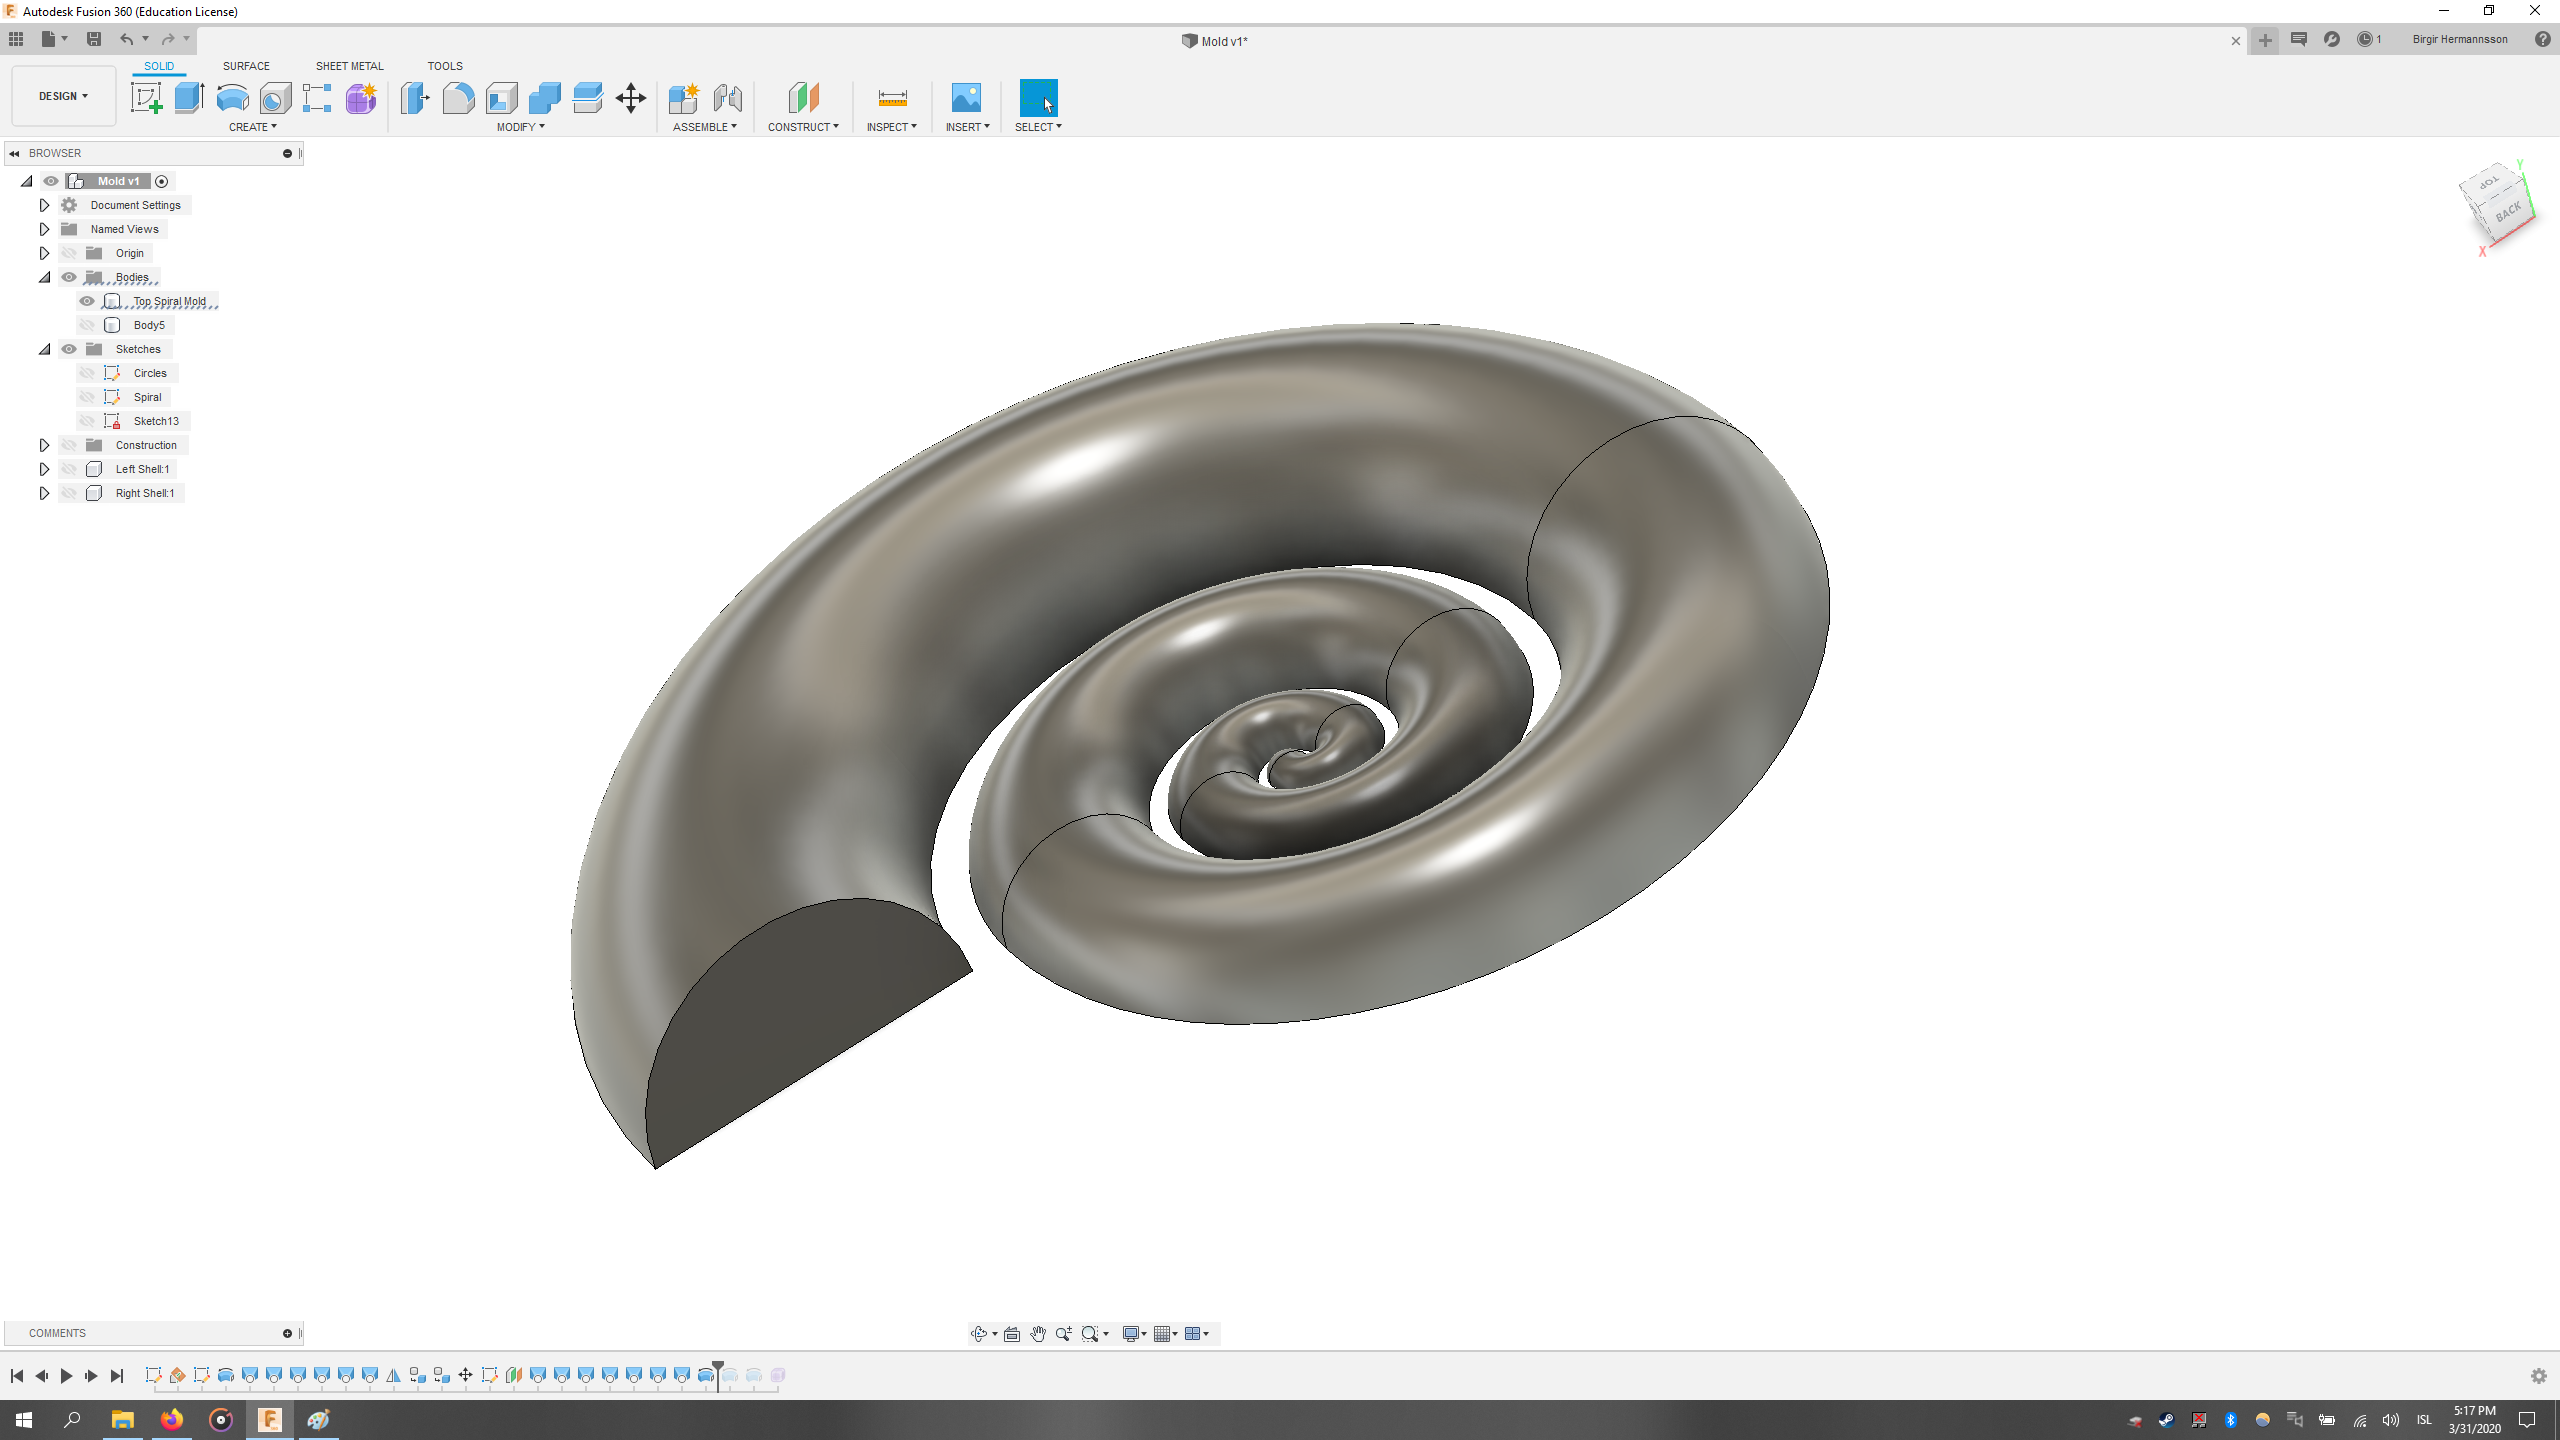 Autodesk Fusion 360 (Education License)
Mold v1*
1
Birgir Hermannsson
DESIGN
SOLID
SURFACE
SHEET METAL
TOOLS
CREATE
MODIFY
ASSEMBLE
CONSTRUCT
INSPECT
INSERT
SELECT
BROWSER
Mold v1
Document Settings
Named Views
Origin
Bodies
Top Spiral Mold
Body5
Sketches
Circles
Spiral
Sketch13
Construction
Left Shell:1
Right Shell:1
TOP
BACK
Y
X
COMMENTS
ISL
5:17 PM
3/31/2020